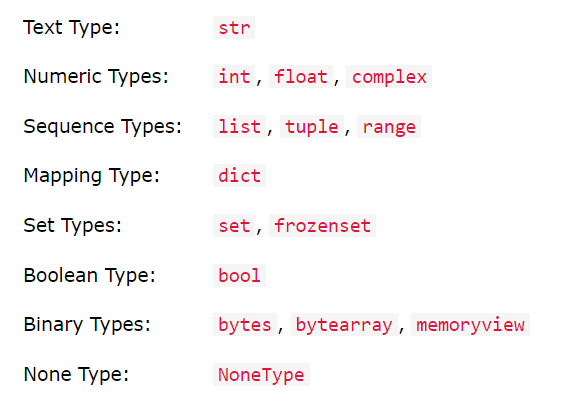 Text Type: str
Numeric Types: int, float, complex
Sequence Types: list, tuple, range
Mapping Type: dict
Set Types: set, frozenset
Boolean Type: bool
Binary Types: bytes, bytearray, memoryview
None Type: NoneType